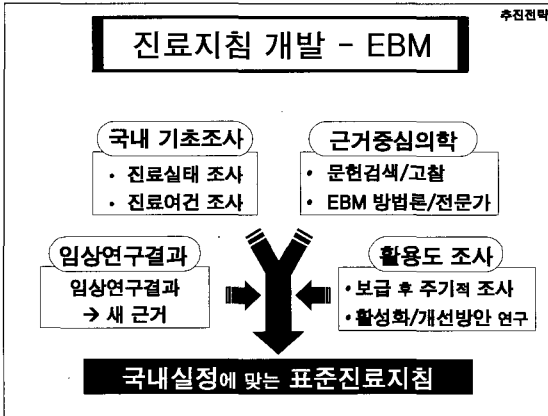 추진전략
진료지침 개발 - EBM
국내 기초조사
· 진료실태 조사
· 진료여건 조사
근거중심의학
· 문헌검색/고찰
· EBM 방법론/전문가
임상연구결과
임상연구결과
→ 새 근거
활용도 조사
· 보급 후 주기적 조사
· 활성화/개선방안 연구
국내실정에 맞는 표준진료지침